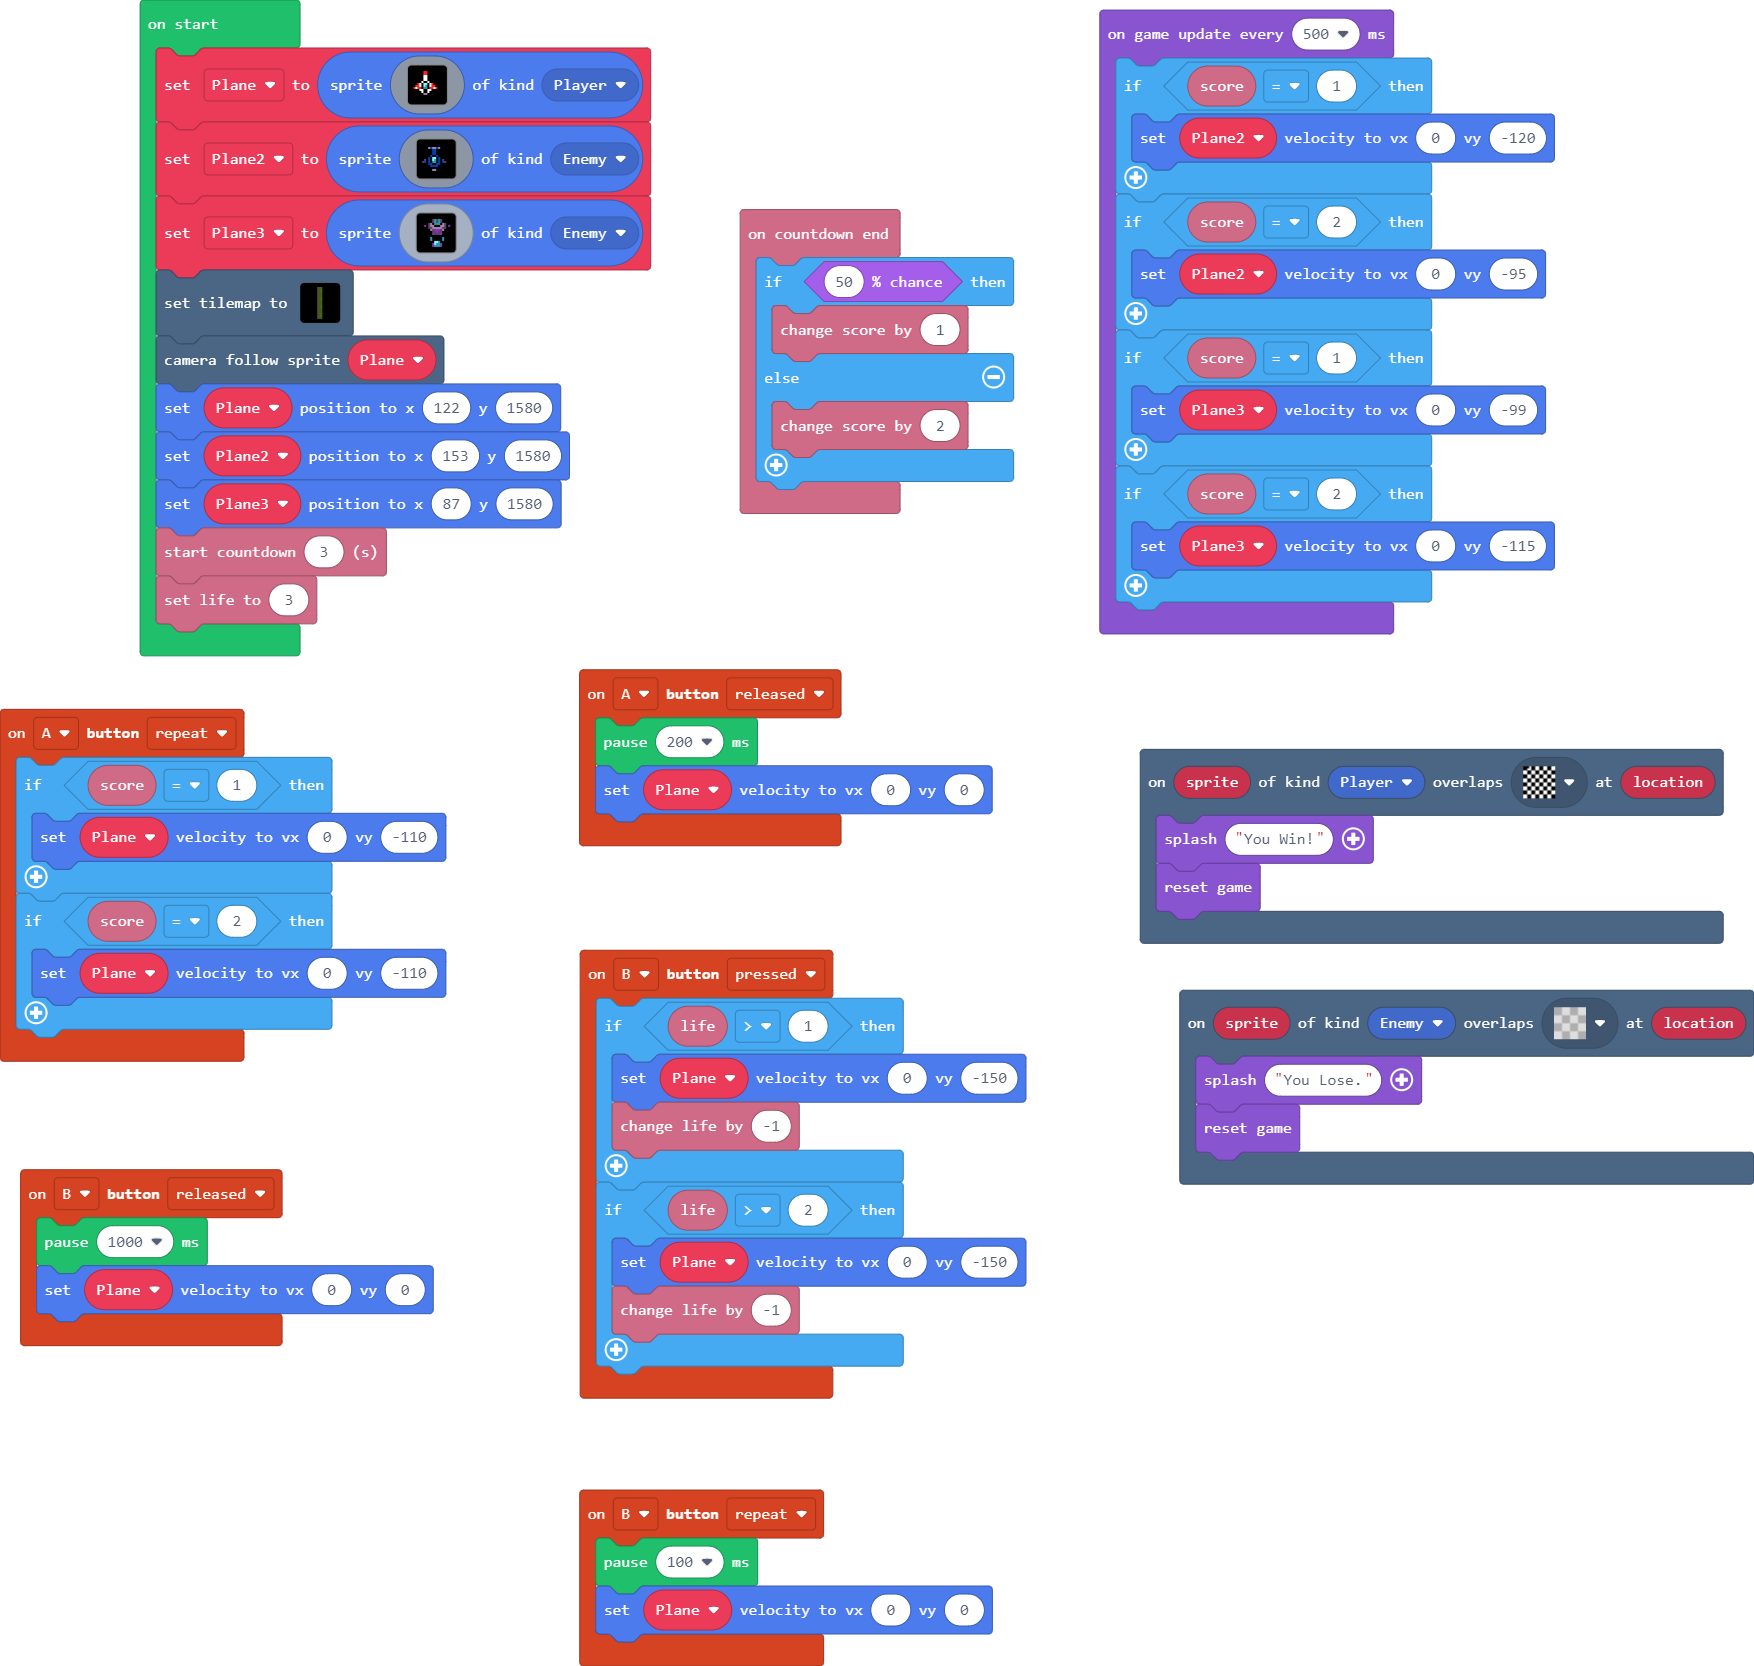 on start
set Plane to sprite of kind Player
set Plane2 to sprite of kind Enemy
set Plane3 to sprite of kind Enemy
set tilemap to
camera follow sprite Plane
set Plane position to x 122 y 1580
set Plane2 position to x 153 y 1580
set Plane3 position to x 87 y 1580
start countdown 3 (s)
set life to 3
on countdown end
if 50 % chance then
change score by 1
else
change score by 2
on game update every 500 ms
if score = 1 then
set Plane2 velocity to vx 0 vy -120
if score = 2 then
set Plane2 velocity to vx 0 vy -95
if score = 1 then
set Plane3 velocity to vx 0 vy -99
if score = 2 then
set Plane3 velocity to vx 0 vy -115
on A button repeat
if score = 1 then
set Plane velocity to vx 0 vy -110
if score = 2 then
set Plane velocity to vx 0 vy -110
on A button released
pause 200 ms
set Plane velocity to vx 0 vy 0
on sprite of kind Player overlaps at location
splash "You Win!"
reset game
on B button pressed
if life > 1 then
set Plane velocity to vx 0 vy -150
change life by -1
if life > 2 then
set Plane velocity to vx 0 vy -150
change life by -1
on sprite of kind Enemy overlaps at location
splash "You Lose."
reset game
on B button released
pause 1000 ms
set Plane velocity to vx 0 vy 0
on B button repeat
pause 100 ms
set Plane velocity to vx 0 vy 0